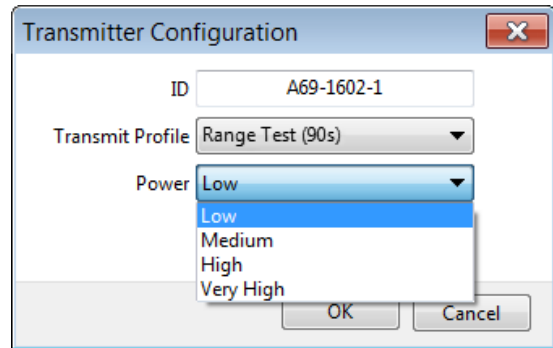 Transmitter Configuration
ID A69-1602-1
Transmit Profile Range Test (90s)
Power Low
Low
Medium
High
Very High
OK Cancel